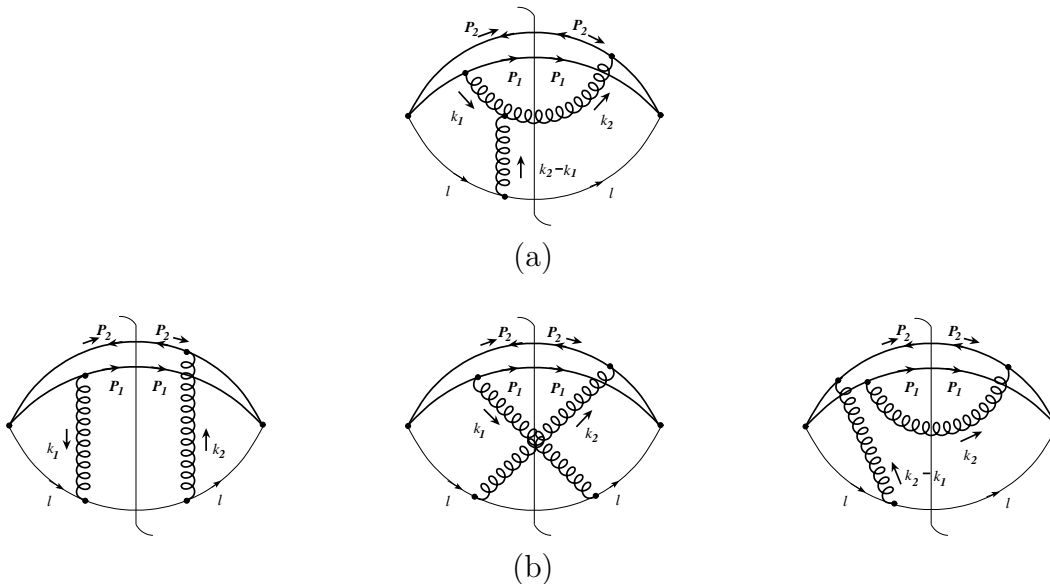 P₂ P₂
P₁ P₁
k₁ k₂
k₂ – k₁
l l
(a)
P₂ P₂ P₂ P₂ P₂ P₂
P₁ P₁ P₁ P₁ P₁ P₁
k₁ k₂ k₁ k₂ k₂
k₂ – k₁
l l l l l l
(b)